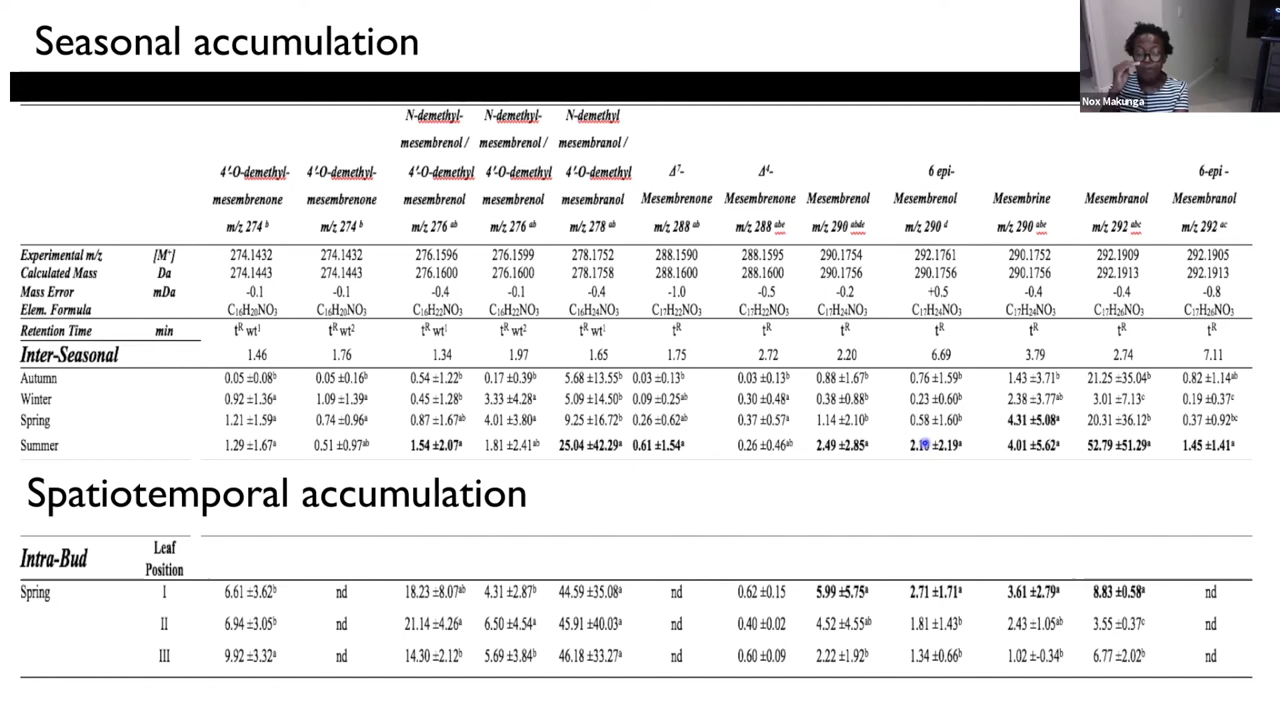 Seasonal accumulation
Nox Makunga
N-demethyl- N-demethyl- N-demethyl
mesembrenol / mesembrenol / mesembranol /
4'-O-demethyl- 4'-O-demethyl- 4'-O-demethyl 4'-O-demethyl 4'-O-demethyl Δ⁷- Δ⁴- 6 epi- 6-epi -
mesembrenone mesembrenone mesembrenol mesembrenol mesembranol Mesembrenone Mesembrenone Mesembrenol Mesembrenol Mesembrine Mesembranol Mesembranol
m/z 274 ᵇ m/z 274 ᵇ m/z 276 ᵃᵇ m/z 276 ᵃᵇ m/z 278 ᵃᵇ m/z 288 ᵃᵇ m/z 288 ᵃᵇᵉ m/z 290 ᵃᵇᵈᵉ m/z 290 ᵈ m/z 290 ᵃᵇᵉ m/z 292 ᵃᵇᶜ m/z 292 ᵃᶜ
Experimental m/z [M⁺] 274.1432 274.1432 276.1596 276.1599 278.1752 288.1590 288.1595 290.1754 292.1761 290.1752 292.1909 292.1905
Calculated Mass Da 274.1443 274.1443 276.1600 276.1600 278.1758 288.1600 288.1600 290.1756 290.1756 290.1756 292.1913 292.1913
Mass Error mDa -0.1 -0.1 -0.4 -0.1 -0.4 -1.0 -0.5 -0.2 +0.5 -0.4 -0.4 -0.8
Elem. Formula C₁₆H₂₀NO₃ C₁₆H₂₀NO₃ C₁₆H₂₂NO₃ C₁₆H₂₂NO₃ C₁₆H₂₄NO₃ C₁₇H₂₂NO₃ C₁₇H₂₂NO₃ C₁₇H₂₄NO₃ C₁₇H₂₄NO₃ C₁₇H₂₄NO₃ C₁₇H₂₆NO₃ C₁₇H₂₆NO₃
Retention Time min tᴿ wt¹ tᴿ wt² tᴿ wt¹ tᴿ wt² tᴿ wt¹ tᴿ tᴿ tᴿ tᴿ tᴿ tᴿ tᴿ
Inter-Seasonal 1.46 1.76 1.34 1.97 1.65 1.75 2.72 2.20 6.69 3.79 2.74 7.11
Autumn 0.05 ±0.08ᵇ 0.05 ±0.16ᵇ 0.54 ±1.22ᵇ 0.17 ±0.39ᵇ 5.68 ±13.55ᵇ 0.03 ±0.13ᵇ 0.03 ±0.13ᵇ 0.88 ±1.67ᵇ 0.76 ±1.59ᵇ 1.43 ±3.71ᵇ 21.25 ±35.04ᵇ 0.82 ±1.14ᵃᵇ
Winter 0.92 ±1.36ᵃ 1.09 ±1.39ᵃ 0.45 ±1.28ᵇ 3.33 ±4.28ᵃ 5.09 ±14.50ᵇ 0.09 ±0.25ᵃᵇ 0.30 ±0.48ᵃ 0.38 ±0.88ᵇ 0.23 ±0.60ᵇ 2.38 ±3.77ᵃᵇ 3.01 ±7.13ᶜ 0.19 ±0.37ᶜ
Spring 1.21 ±1.59ᵃ 0.74 ±0.96ᵃ 0.87 ±1.67ᵃᵇ 4.01 ±3.80ᵃ 9.25 ±16.72ᵇ 0.26 ±0.62ᵃᵇ 0.37 ±0.57ᵃ 1.14 ±2.10ᵇ 0.58 ±1.60ᵇ 4.31 ±5.08ᵃ 20.31 ±36.12ᵇ 0.37 ±0.92ᵇᶜ
Summer 1.29 ±1.67ᵃ 0.51 ±0.97ᵃᵇ 1.54 ±2.07ᵃ 1.81 ±2.41ᵃᵇ 25.04 ±42.29ᵃ 0.61 ±1.54ᵃ 0.26 ±0.46ᵃᵇ 2.49 ±2.85ᵃ ±2.19ᵃ 4.01 ±5.62ᵃ 52.79 ±51.29ᵃ 1.45 ±1.41ᵃ
Spatiotemporal accumulation
Intra-Bud Leaf
Position
Spring I 6.61 ±3.62ᵇ nd 18.23 ±8.07ᵃᵇ 4.31 ±2.87ᵇ 44.59 ±35.08ᵃ nd 0.62 ±0.15 5.99 ±5.75ᵃ 2.71 ±1.71ᵃ 3.61 ±2.79ᵃ 8.83 ±0.58ᵃ nd
II 6.94 ±3.05ᵇ nd 21.14 ±4.26ᵃ 6.50 ±4.54ᵃ 45.91 ±40.03ᵃ nd 0.40 ±0.02 4.52 ±4.55ᵃᵇ 1.81 ±1.43ᵇ 2.43 ±1.05ᵃᵇ 3.55 ±0.37ᶜ nd
III 9.92 ±3.32ᵃ nd 14.30 ±2.12ᵇ 5.69 ±3.84ᵇ 46.18 ±33.27ᵃ nd 0.60 ±0.09 2.22 ±1.92ᵇ 1.34 ±0.66ᵇ 1.02 ±-0.34ᵇ 6.77 ±2.02ᵇ nd